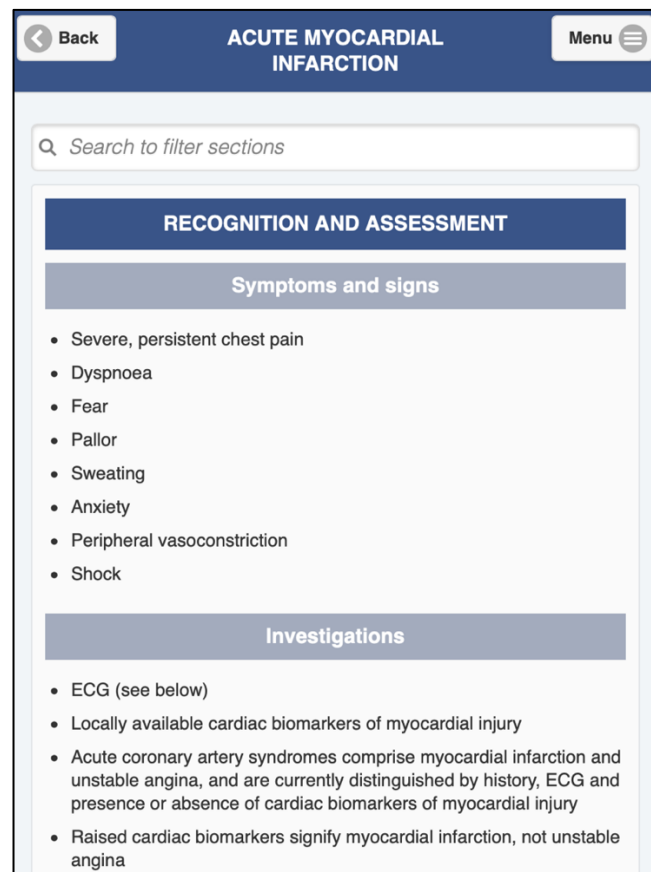 Back
ACUTE MYOCARDIAL
INFARCTION
Menu
Search to filter sections
RECOGNITION AND ASSESSMENT
Symptoms and signs
• Severe, persistent chest pain
• Dyspnoea
• Fear
• Pallor
• Sweating
• Anxiety
• Peripheral vasoconstriction
• Shock
Investigations
• ECG (see below)
• Locally available cardiac biomarkers of myocardial injury
• Acute coronary artery syndromes comprise myocardial infarction and
unstable angina, and are currently distinguished by history, ECG and
presence or absence of cardiac biomarkers of myocardial injury
• Raised cardiac biomarkers signify myocardial infarction, not unstable
angina